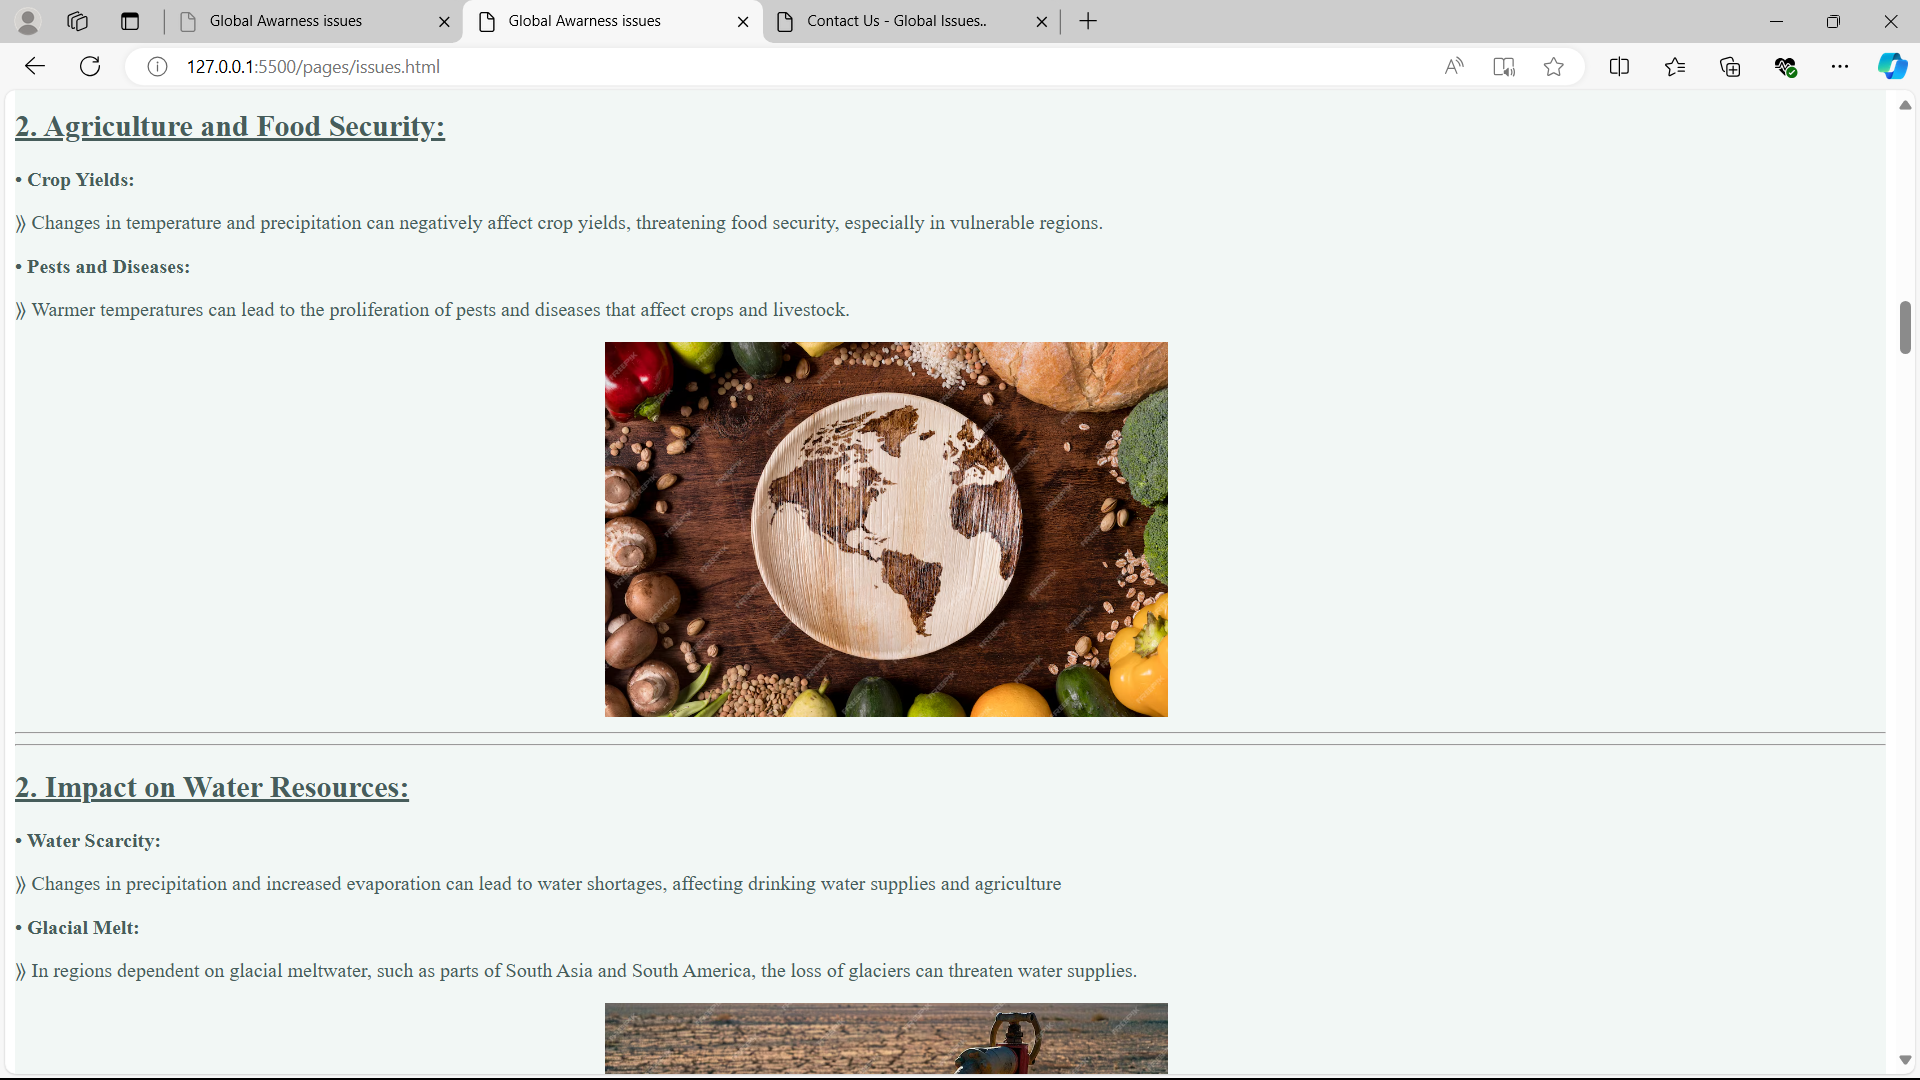 Global Awarness issues
Global Awarness issues
Contact Us - Global Issues..
127.0.0.1:5500/pages/issues.html
2. Agriculture and Food Security:
• Crop Yields:
⟫ Changes in temperature and precipitation can negatively affect crop yields, threatening food security, especially in vulnerable regions.
• Pests and Diseases:
⟫ Warmer temperatures can lead to the proliferation of pests and diseases that affect crops and livestock.
2. Impact on Water Resources:
• Water Scarcity:
⟫ Changes in precipitation and increased evaporation can lead to water shortages, affecting drinking water supplies and agriculture
• Glacial Melt:
⟫ In regions dependent on glacial meltwater, such as parts of South Asia and South America, the loss of glaciers can threaten water supplies.